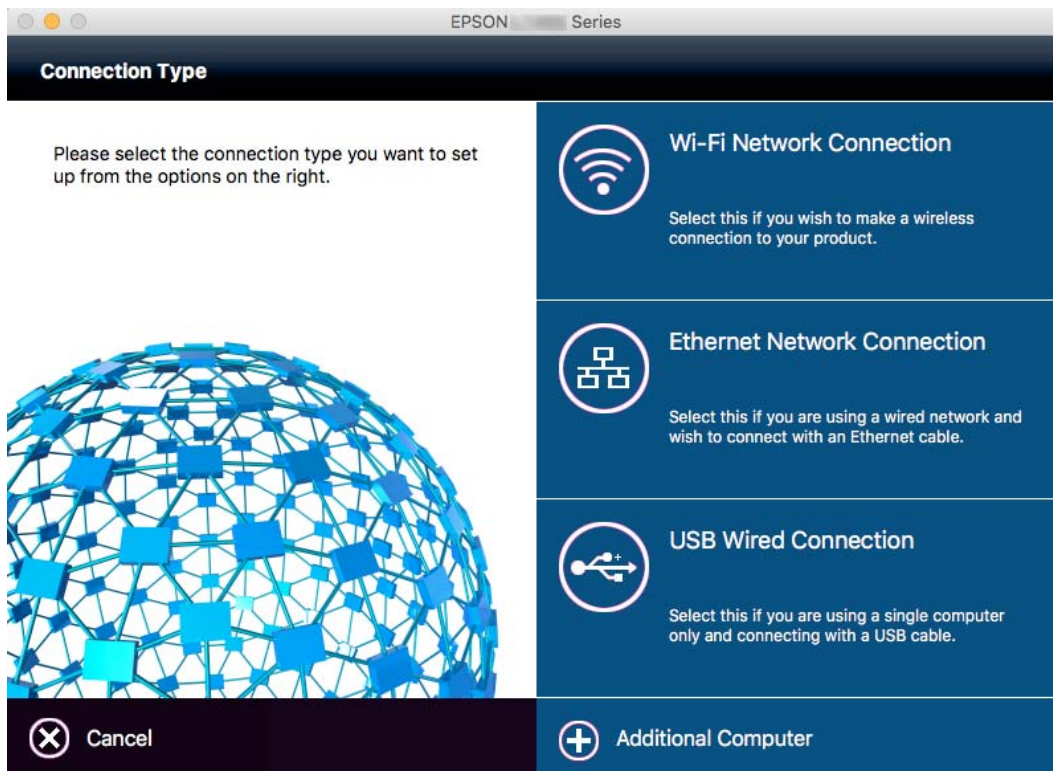 EPSON Series
Connection Type
Please select the connection type you want to set
up from the options on the right.
Wi-Fi Network Connection
Select this if you wish to make a wireless
connection to your product.
Ethernet Network Connection
Select this if you are using a wired network and
wish to connect with an Ethernet cable.
USB Wired Connection
Select this if you are using a single computer
only and connecting with a USB cable.
Cancel
Additional Computer